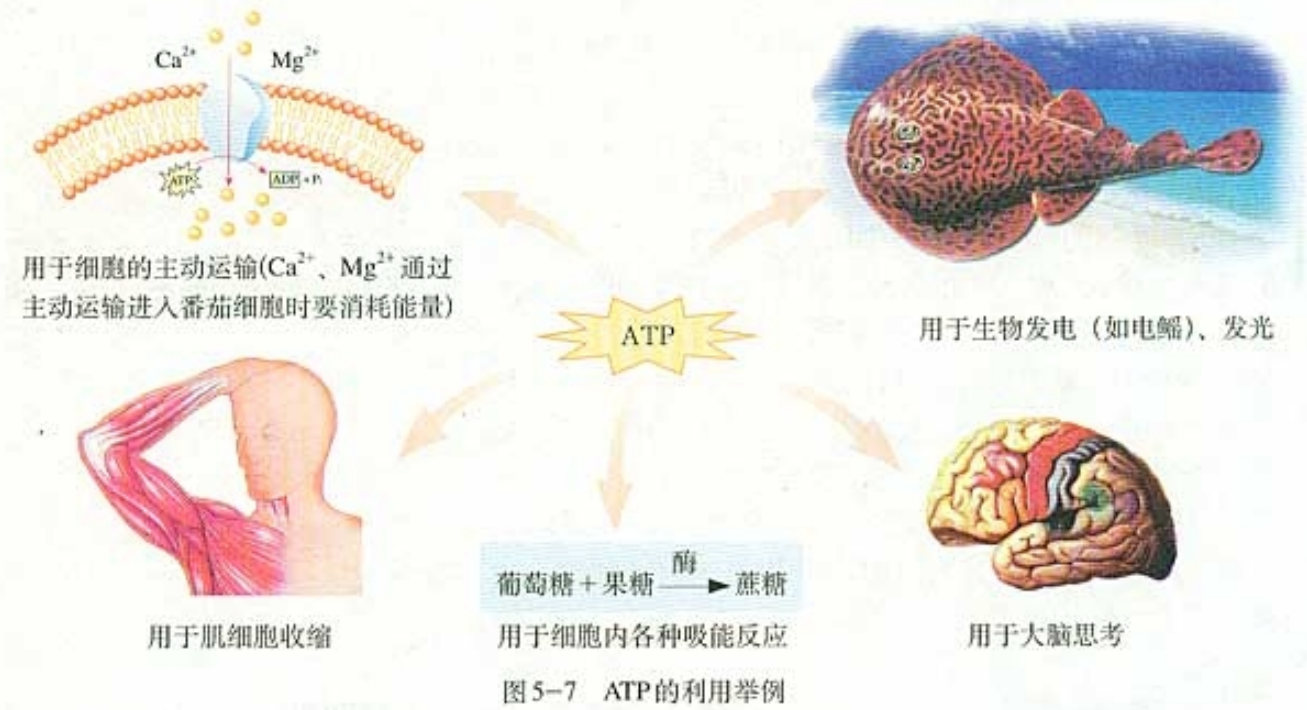 Ca²⁺
Mg²⁺
ATP
ADP + Pi
用于细胞的主动运输(Ca²⁺、Mg²⁺通过
主动运输进入番茄细胞时要消耗能量)
用于生物发电（如电鳐）、发光
ATP
用于肌细胞收缩
葡萄糖＋果糖 酶 蔗糖
用于细胞内各种吸能反应
用于大脑思考
图5-7 ATP的利用举例